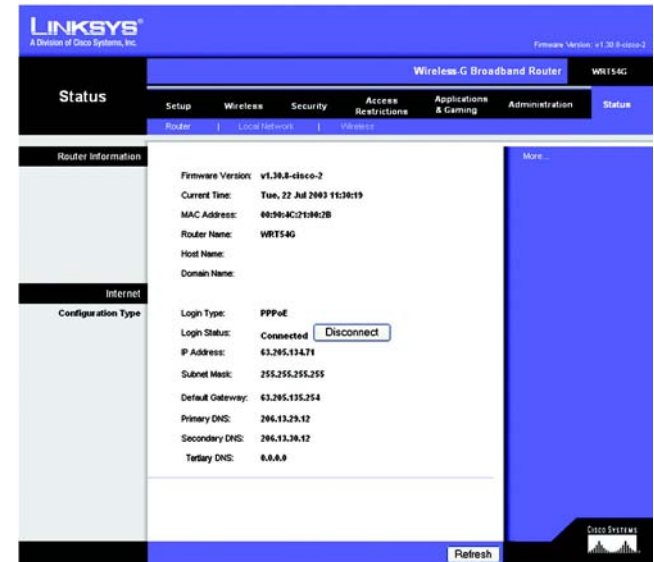 LINKSYS®
A Division of Cisco Systems, Inc.
Firmware Version: v1.30.8-cisco-2
Wireless-G Broadband Router WRT54G
Status
Setup Wireless Security Access Restrictions Applications & Gaming Administration Status
Router | Local Network | Wireless
Router Information
More...
Firmware Version: v1.30.8-cisco-2
Current Time: Tue, 22 Jul 2003 11:30:19
MAC Address: 00:90:4C:21:00:2B
Router Name: WRT54G
Host Name:
Domain Name:
Internet
Configuration Type
Login Type: PPPoE
Login Status: Connected Disconnect
IP Address: 63.205.134.71
Subnet Mask: 255.255.255.255
Default Gateway: 63.205.135.254
Primary DNS: 206.13.29.12
Secondary DNS: 206.13.30.12
Tertiary DNS: 0.0.0.0
Refresh
CISCO SYSTEMS